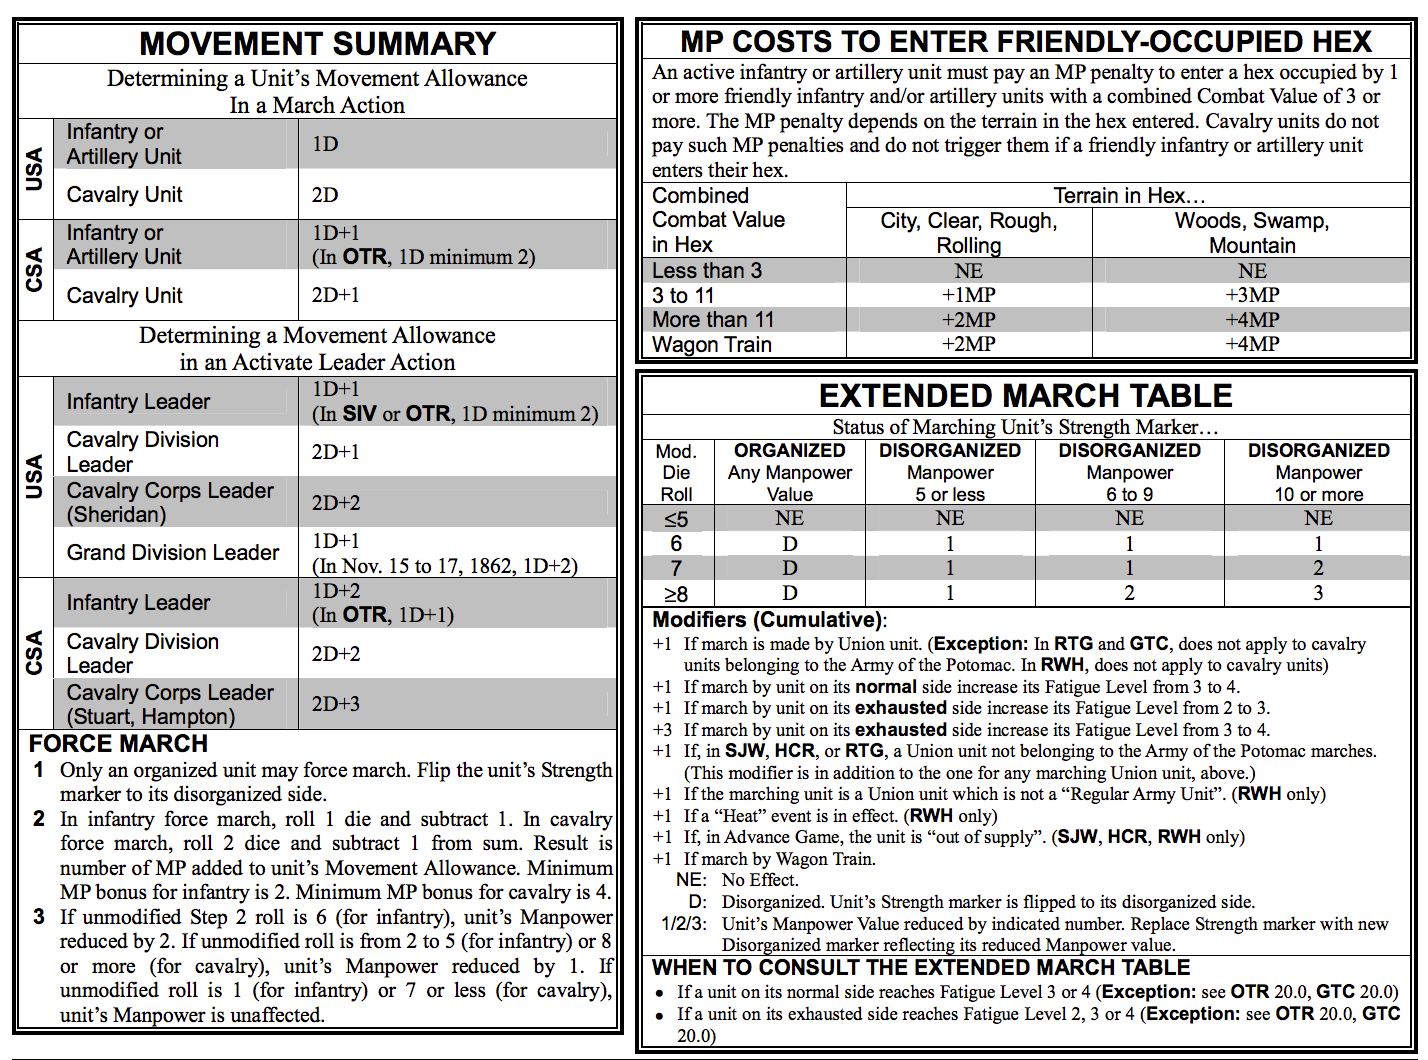 MOVEMENT SUMMARY
Determining a Unit's Movement Allowance
In a March Action
USA
Infantry or
Artillery Unit
1D
Cavalry Unit
2D
CSA
Infantry or
Artillery Unit
1D+1
(In OTR, 1D minimum 2)
Cavalry Unit
2D+1
Determining a Movement Allowance
in an Activate Leader Action
USA
Infantry Leader
1D+1
(In SIV or OTR, 1D minimum 2)
Cavalry Division
Leader
2D+1
Cavalry Corps Leader
(Sheridan)
2D+2
Grand Division Leader
1D+1
(In Nov. 15 to 17, 1862, 1D+2)
CSA
Infantry Leader
1D+2
(In OTR, 1D+1)
Cavalry Division
Leader
2D+2
Cavalry Corps Leader
(Stuart, Hampton)
2D+3
FORCE MARCH
1 Only an organized unit may force march. Flip the unit's Strength
marker to its disorganized side.
2 In infantry force march, roll 1 die and subtract 1. In cavalry
force march, roll 2 dice and subtract 1 from sum. Result is
number of MP added to unit's Movement Allowance. Minimum
MP bonus for infantry is 2. Minimum MP bonus for cavalry is 4.
3 If unmodified Step 2 roll is 6 (for infantry), unit's Manpower
reduced by 2. If unmodified roll is from 2 to 5 (for infantry) or 8
or more (for cavalry), unit's Manpower reduced by 1. If
unmodified roll is 1 (for infantry) or 7 or less (for cavalry),
unit's Manpower is unaffected.
MP COSTS TO ENTER FRIENDLY-OCCUPIED HEX
An active infantry or artillery unit must pay an MP penalty to enter a hex occupied by 1
or more friendly infantry and/or artillery units with a combined Combat Value of 3 or
more. The MP penalty depends on the terrain in the hex entered. Cavalry units do not
pay such MP penalties and do not trigger them if a friendly infantry or artillery unit
enters their hex.
Combined
Combat Value
in Hex
Terrain in Hex…
City, Clear, Rough,
Rolling
Woods, Swamp,
Mountain
Less than 3 NE NE
3 to 11 +1MP +3MP
More than 11 +2MP +4MP
Wagon Train +2MP +4MP
EXTENDED MARCH TABLE
Status of Marching Unit's Strength Marker…
Mod.
Die
Roll
ORGANIZED
Any Manpower
Value
DISORGANIZED
Manpower
5 or less
DISORGANIZED
Manpower
6 to 9
DISORGANIZED
Manpower
10 or more
≤5 NE NE NE NE
6 D 1 1 1
7 D 1 1 2
≥8 D 1 2 3
Modifiers (Cumulative):
+1 If march is made by Union unit. (Exception: In RTG and GTC, does not apply to cavalry
units belonging to the Army of the Potomac. In RWH, does not apply to cavalry units)
+1 If march by unit on its normal side increase its Fatigue Level from 3 to 4.
+1 If march by unit on its exhausted side increase its Fatigue Level from 2 to 3.
+3 If march by unit on its exhausted side increase its Fatigue Level from 3 to 4.
+1 If, in SJW, HCR, or RTG, a Union unit not belonging to the Army of the Potomac marches.
(This modifier is in addition to the one for any marching Union unit, above.)
+1 If the marching unit is a Union unit which is not a “Regular Army Unit”. (RWH only)
+1 If a “Heat” event is in effect. (RWH only)
+1 If, in Advance Game, the unit is “out of supply”. (SJW, HCR, RWH only)
+1 If march by Wagon Train.
NE: No Effect.
D: Disorganized. Unit's Strength marker is flipped to its disorganized side.
1/2/3: Unit's Manpower Value reduced by indicated number. Replace Strength marker with new
Disorganized marker reflecting its reduced Manpower value.
WHEN TO CONSULT THE EXTENDED MARCH TABLE
• If a unit on its normal side reaches Fatigue Level 3 or 4 (Exception: see OTR 20.0, GTC 20.0)
• If a unit on its exhausted side reaches Fatigue Level 2, 3 or 4 (Exception: see OTR 20.0, GTC
20.0)